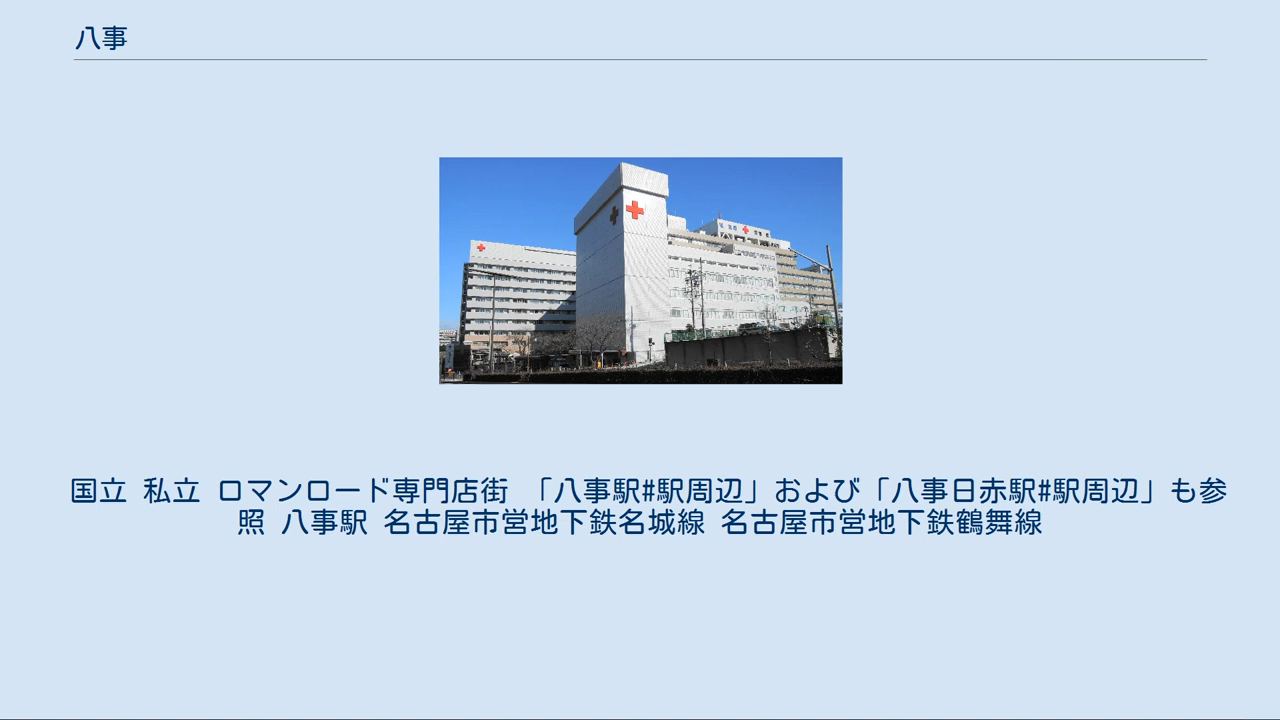 八事
国立 私立 ロマンロード専門店街 「八事駅#駅周辺」および「八事日赤駅#駅周辺」も参
照 八事駅 名古屋市営地下鉄名城線 名古屋市営地下鉄鶴舞線